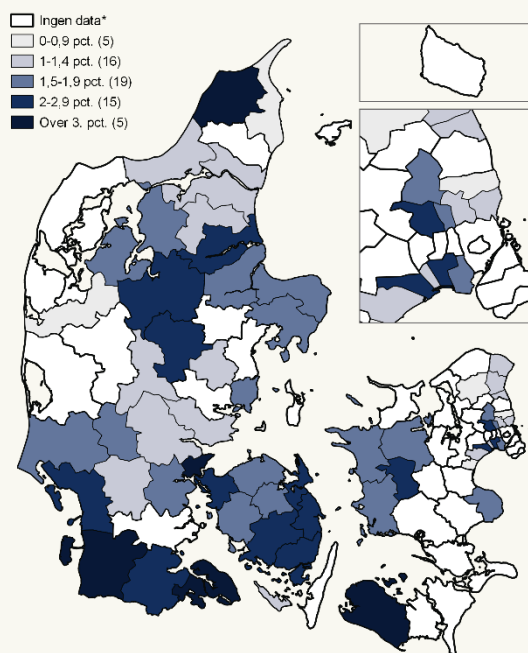 Ingen data*
0-0,9 pct. (5)
1-1,4 pct. (16)
1,5-1,9 pct. (19)
2-2,9 pct. (15)
Over 3. pct. (5)